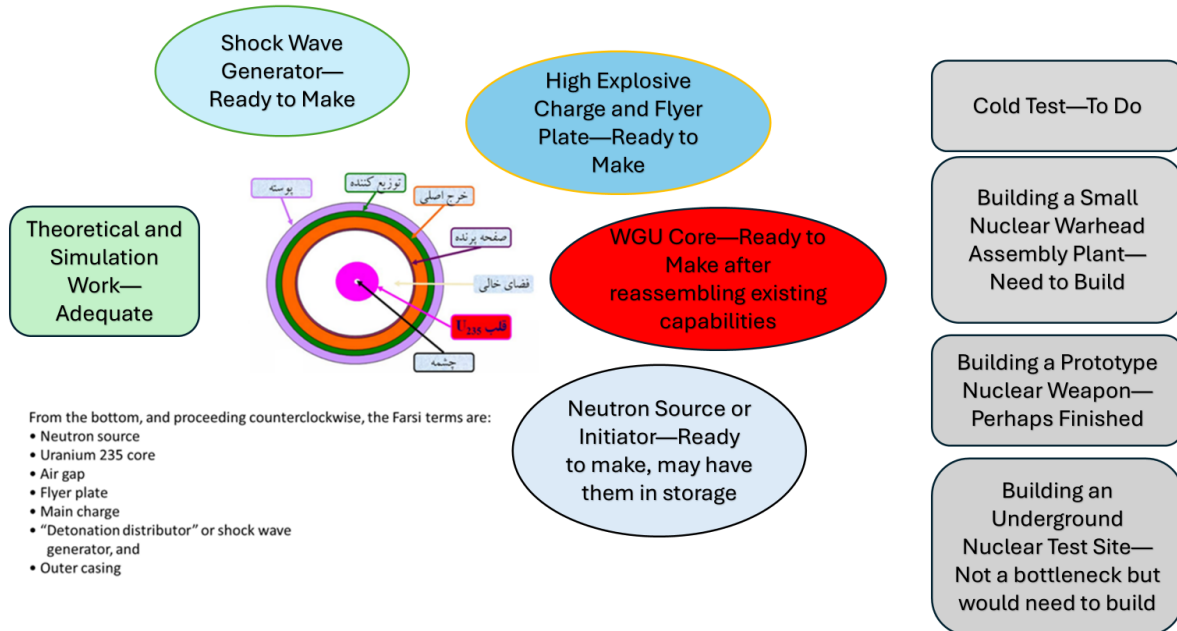 Shock Wave
Generator—
Ready to Make
High Explosive
Charge and Flyer
Plate—Ready to
Make
Cold Test—To Do
Theoretical and
Simulation
Work—
Adequate
پوسته
توزیع کننده
خرج اصلی
صفحه پرنده
فضای خالی
قلب U235
چشمه
WGU Core—Ready to
Make after
reassembling existing
capabilities
Building a Small
Nuclear Warhead
Assembly Plant—
Need to Build
Neutron Source or
Initiator—Ready
to make, may have
them in storage
Building a Prototype
Nuclear Weapon—
Perhaps Finished
From the bottom, and proceeding counterclockwise, the Farsi terms are:
• Neutron source
• Uranium 235 core
• Air gap
• Flyer plate
• Main charge
• “Detonation distributor” or shock wave
generator, and
• Outer casing
Building an
Underground
Nuclear Test Site—
Not a bottleneck but
would need to build